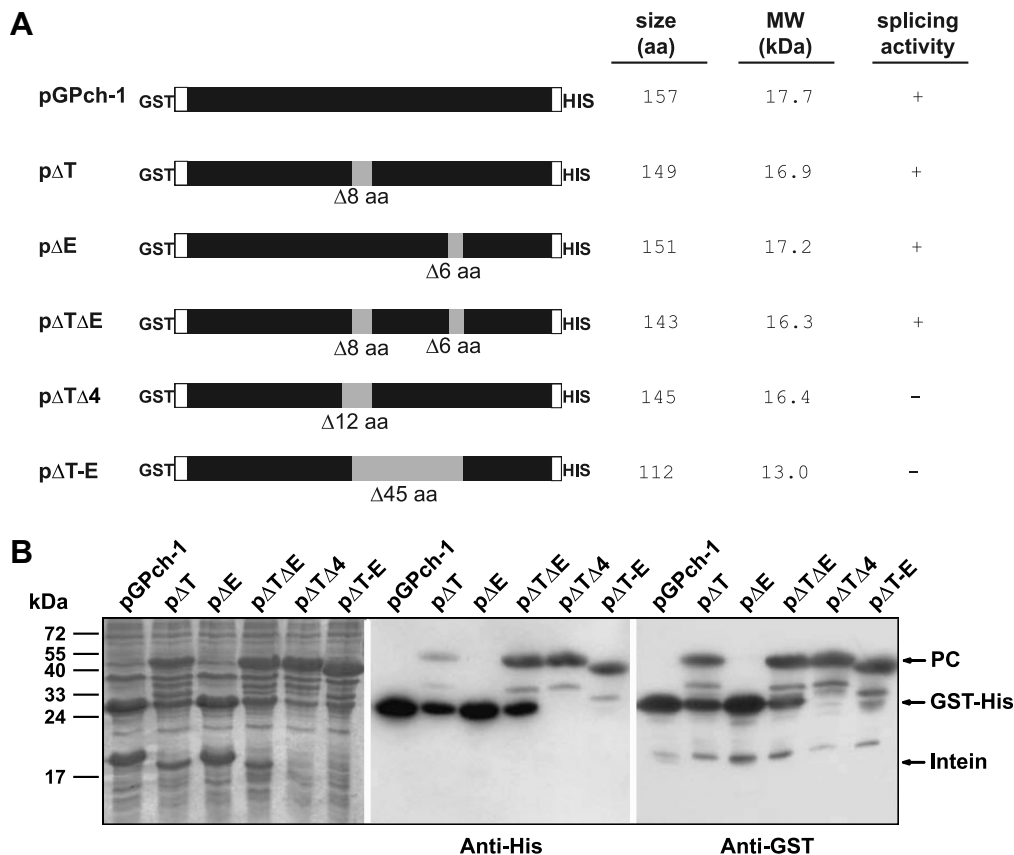 A
size (aa) MW (kDa) splicing activity
pGPch-1 GST HIS 157 17.7 +
pΔT GST HIS 149 16.9 +
Δ8 aa
pΔE GST HIS 151 17.2 +
Δ6 aa
pΔTΔE GST HIS 143 16.3 +
Δ8 aa Δ6 aa
pΔTΔ4 GST HIS 145 16.4 –
Δ12 aa
pΔT-E GST HIS 112 13.0 –
Δ45 aa
B
pGPch-1 pΔT pΔE pΔTΔE pΔTΔ4 pΔT-E pGPch-1 pΔT pΔE pΔTΔE pΔTΔ4 pΔT-E pGPch-1 pΔT pΔE pΔTΔE pΔTΔ4 pΔT-E
kDa
72
55
40 PC
33
24 GST-His
17 Intein
Anti-His Anti-GST